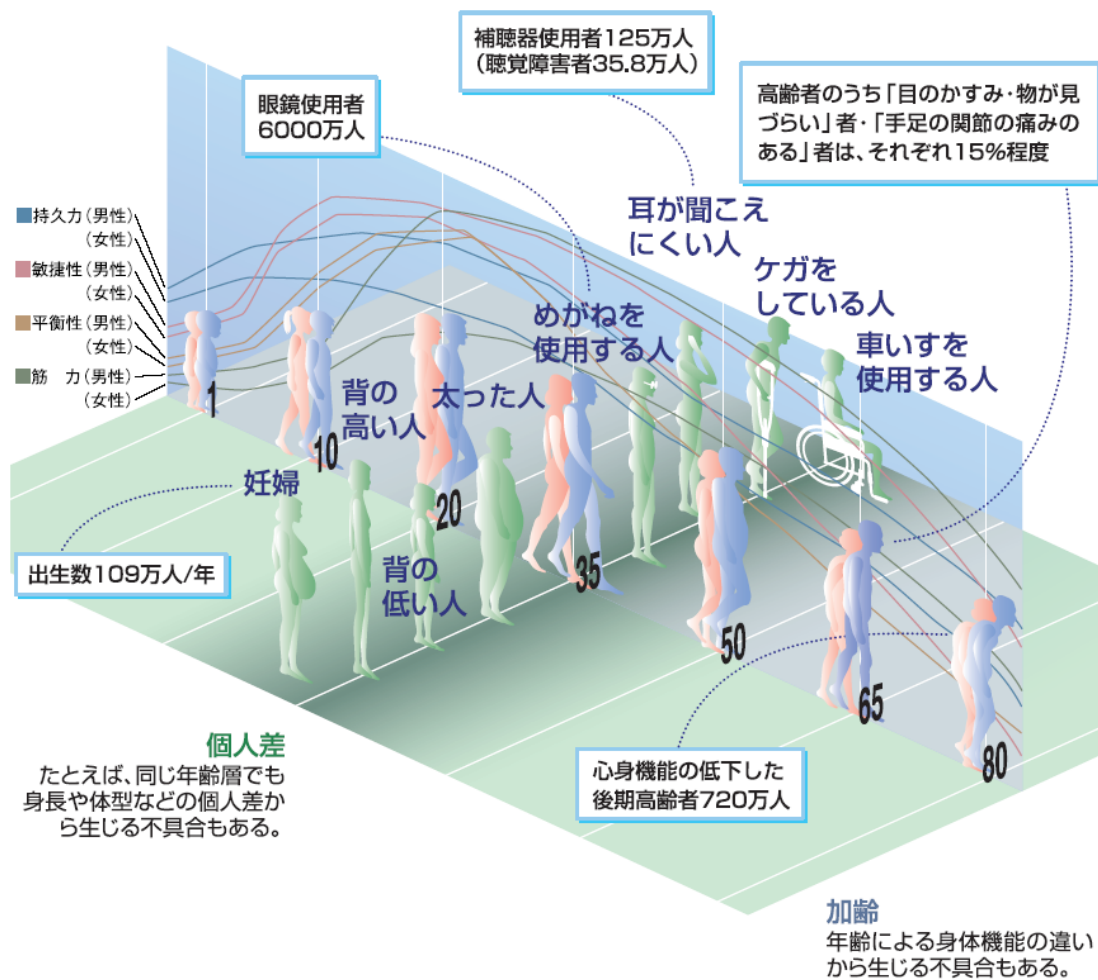 補聴器使用者125万人
（聴覚障害者35.8万人）
眼鏡使用者
6000万人
高齢者のうち「目のかすみ・物が見
づらい」者・「手足の関節の痛みの
ある」者は、それぞれ15%程度
持久力（男性）
（女性）
敏捷性（男性）
（女性）
平衡性（男性）
（女性）
筋　力（男性）
（女性）
耳が聞こえ
にくい人
ケガを
している人
めがねを
使用する人
車いすを
使用する人
背の
高い人
太った人
妊婦
背の
低い人
1
10
20
35
50
65
80
出生数109万人/年
心身機能の低下した
後期高齢者720万人
個人差
たとえば、同じ年齢層でも
身長や体型などの個人差か
ら生じる不具合もある。
加齢
年齢による身体機能の違い
から生じる不具合もある。